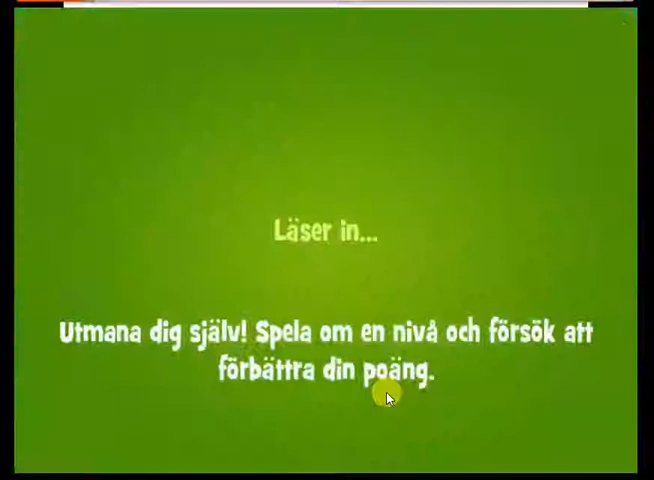 Läser in...
Utmana dig själv! Spela om en nivå och försök att
förbättra din poäng.